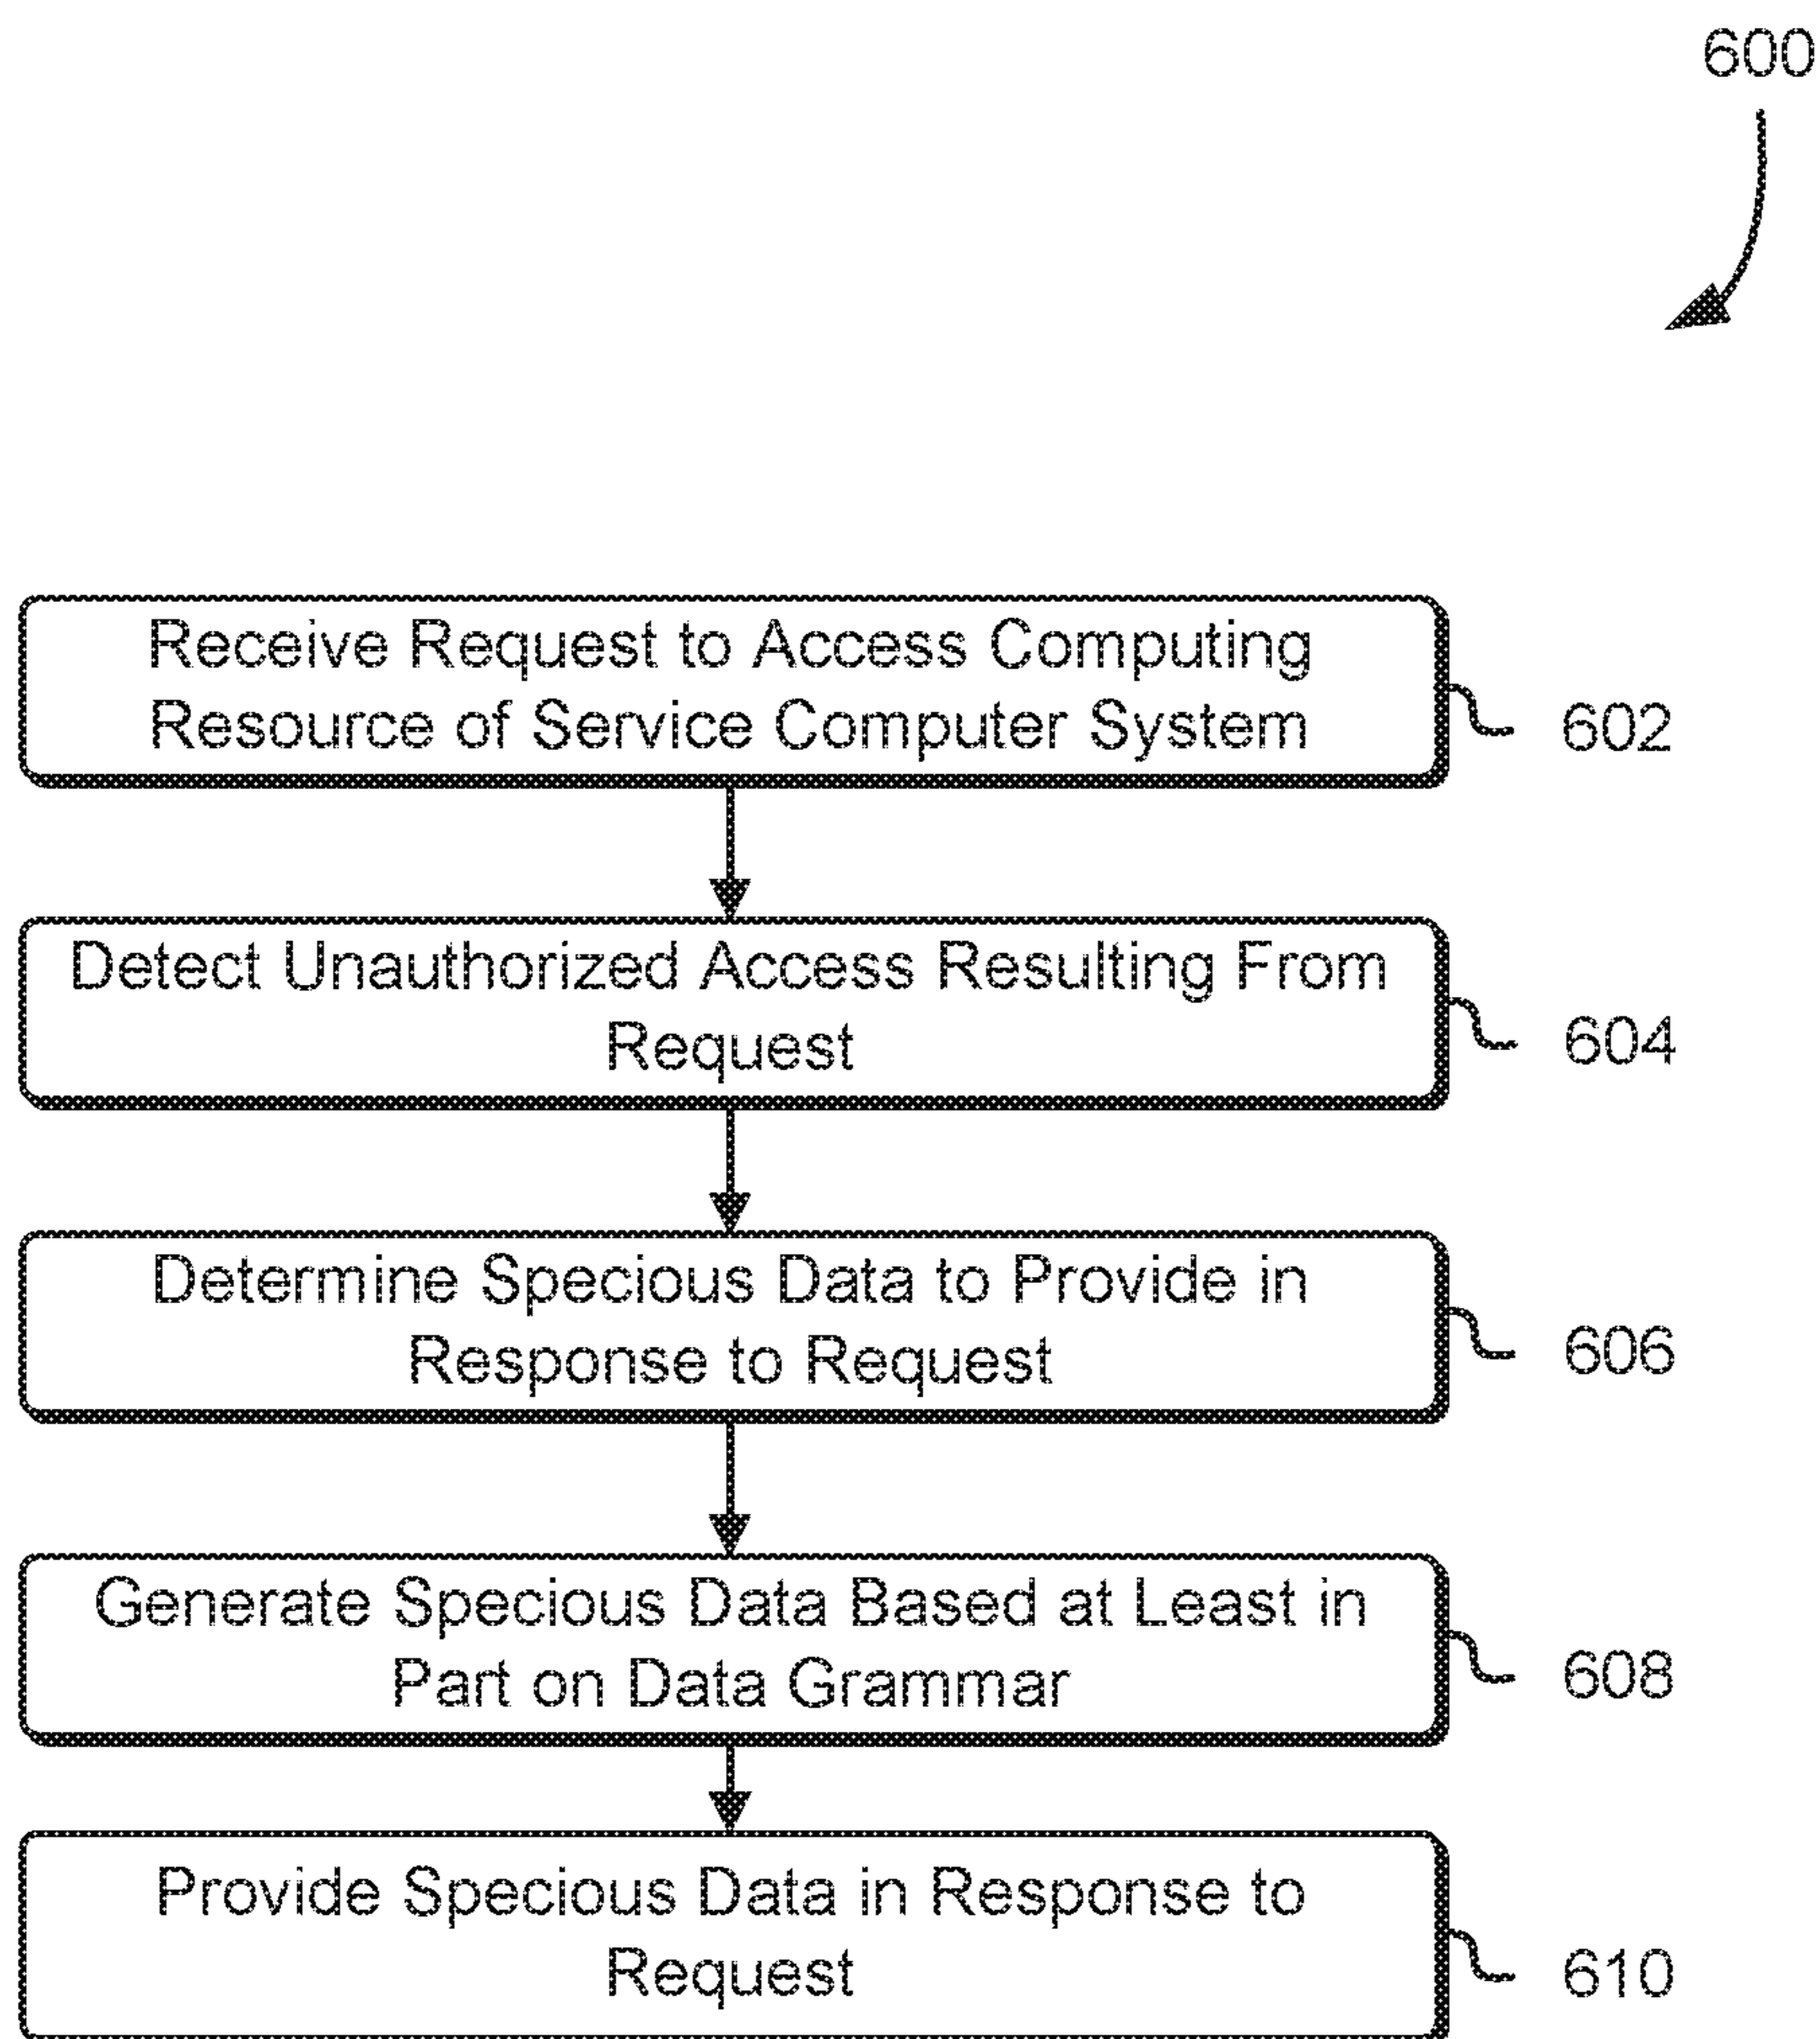 600
Receive Request to Access Computing
Resource of Service Computer System
602
Detect Unauthorized Access Resulting From
Request
604
Determine Specious Data to Provide in
Response to Request
606
Generate Specious Data Based at Least in
Part on Data Grammar
608
Provide Specious Data in Response to
Request
610